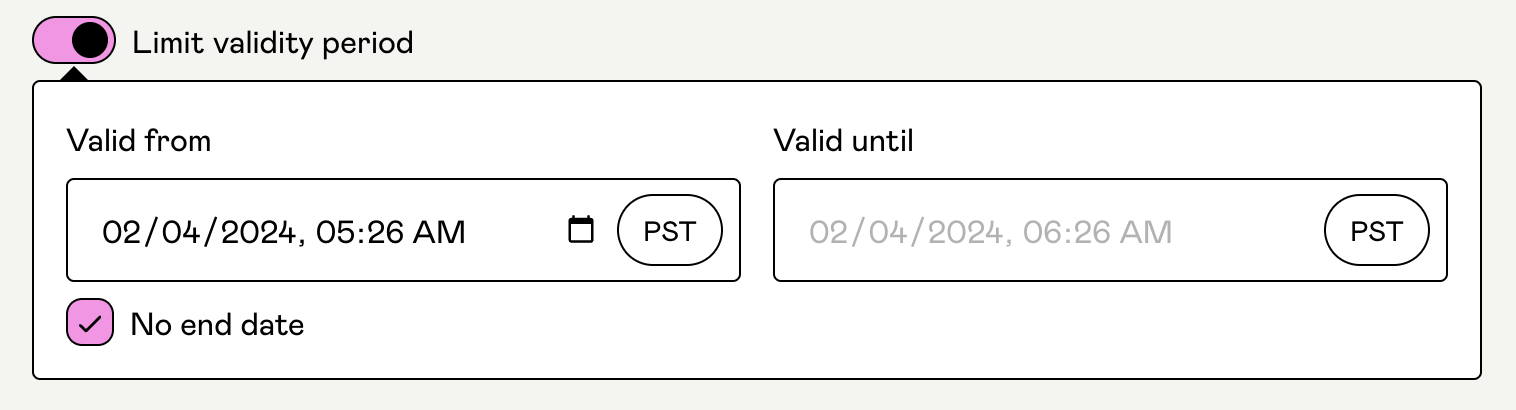 Limit validity period
Valid from
Valid until
02/04/2024, 05:26 AM
PST
02/04/2024, 06:26 AM
PST
No end date